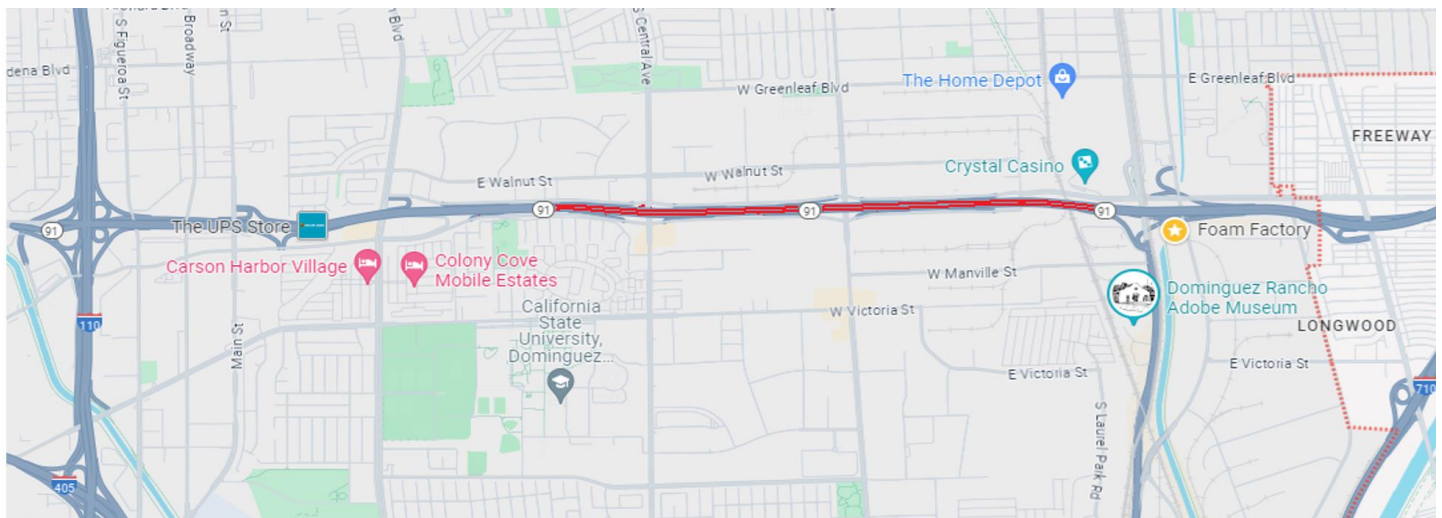 S Figueroa St
Broadway
n St
Blvd
S Central Ave
dena Blvd
W Greenleaf Blvd
The Home Depot
E Greenleaf Blvd
FREEWAY
Crystal Casino
E Walnut St
W Walnut St
91
91
91
91
The UPS Store
Foam Factory
Carson Harbor Village
Colony Cove
Mobile Estates
W Manville St
Dominguez Rancho
Adobe Museum
California
State
University,
Dominguez...
W Victoria St
LONGWOOD
110
Main St
E Victoria St
E Victoria St
710
S Laurel Park Rd
405